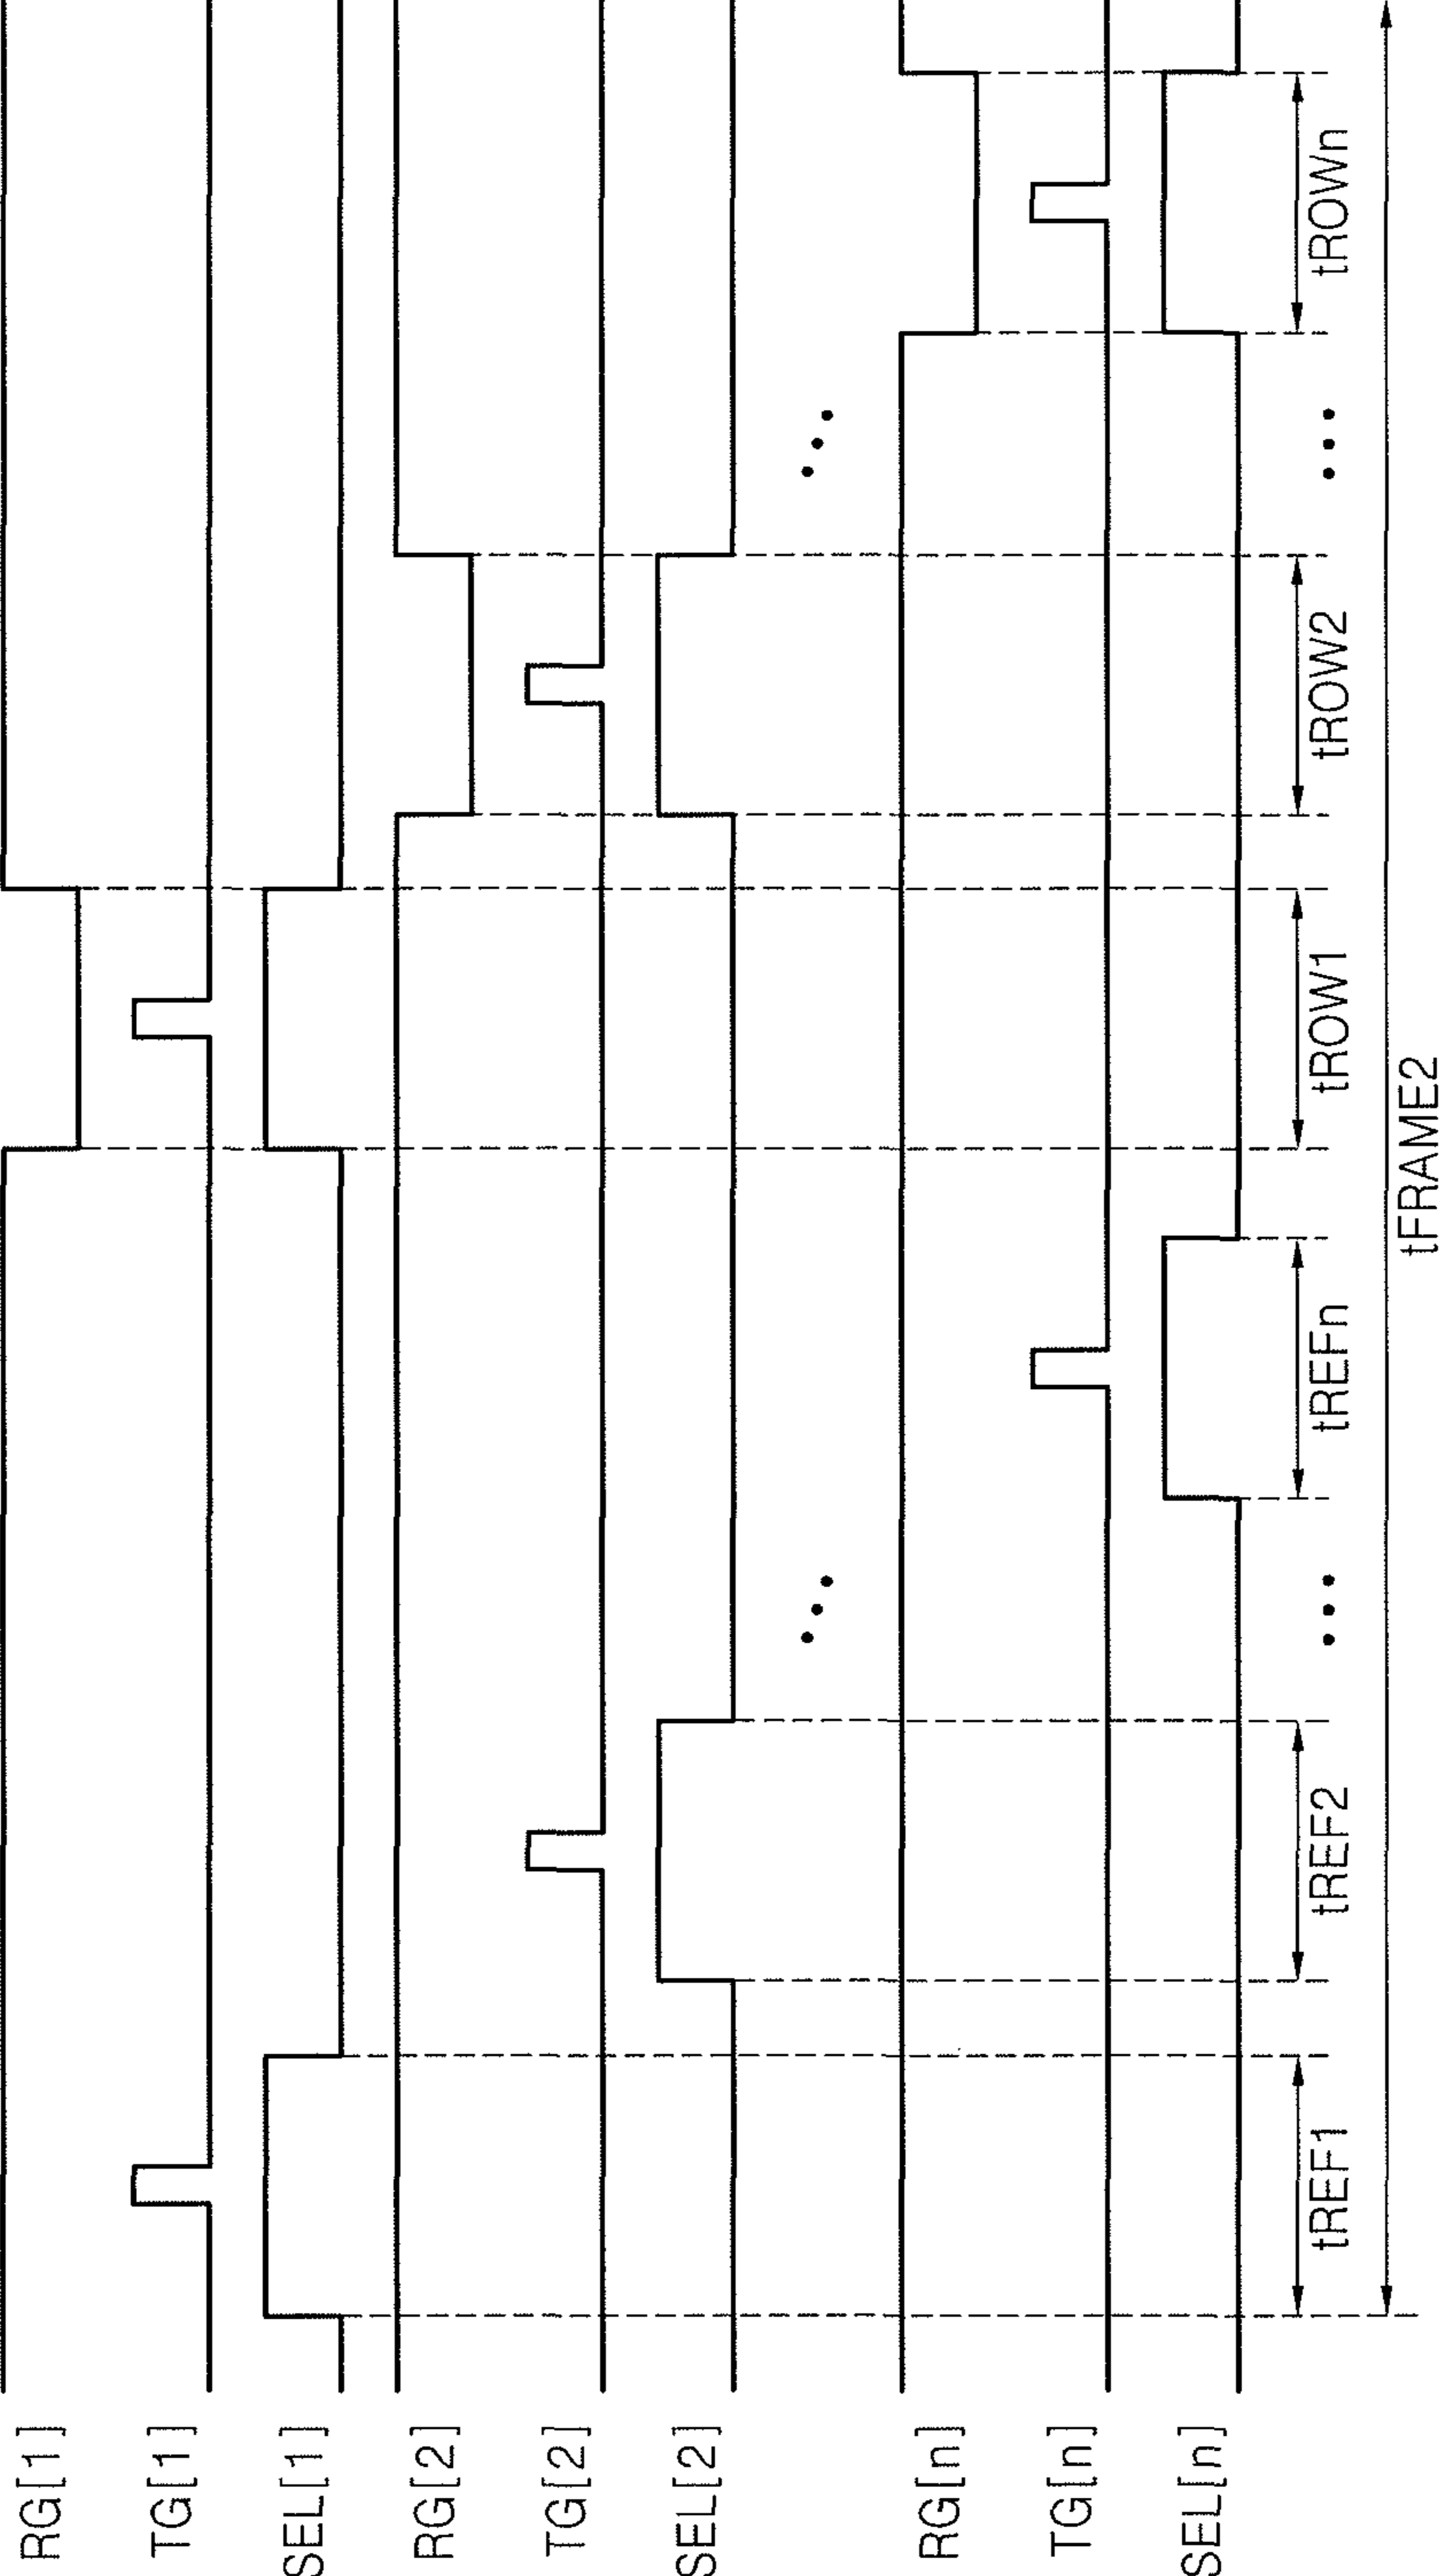 RG[1]
TG[1]
SEL[1]
RG[2]
TG[2]
SEL[2]
RG[n]
TG[n]
SEL[n]
tREF1
tREF2
tREFn
tROW1
tROW2
tROWn
tFRAME2